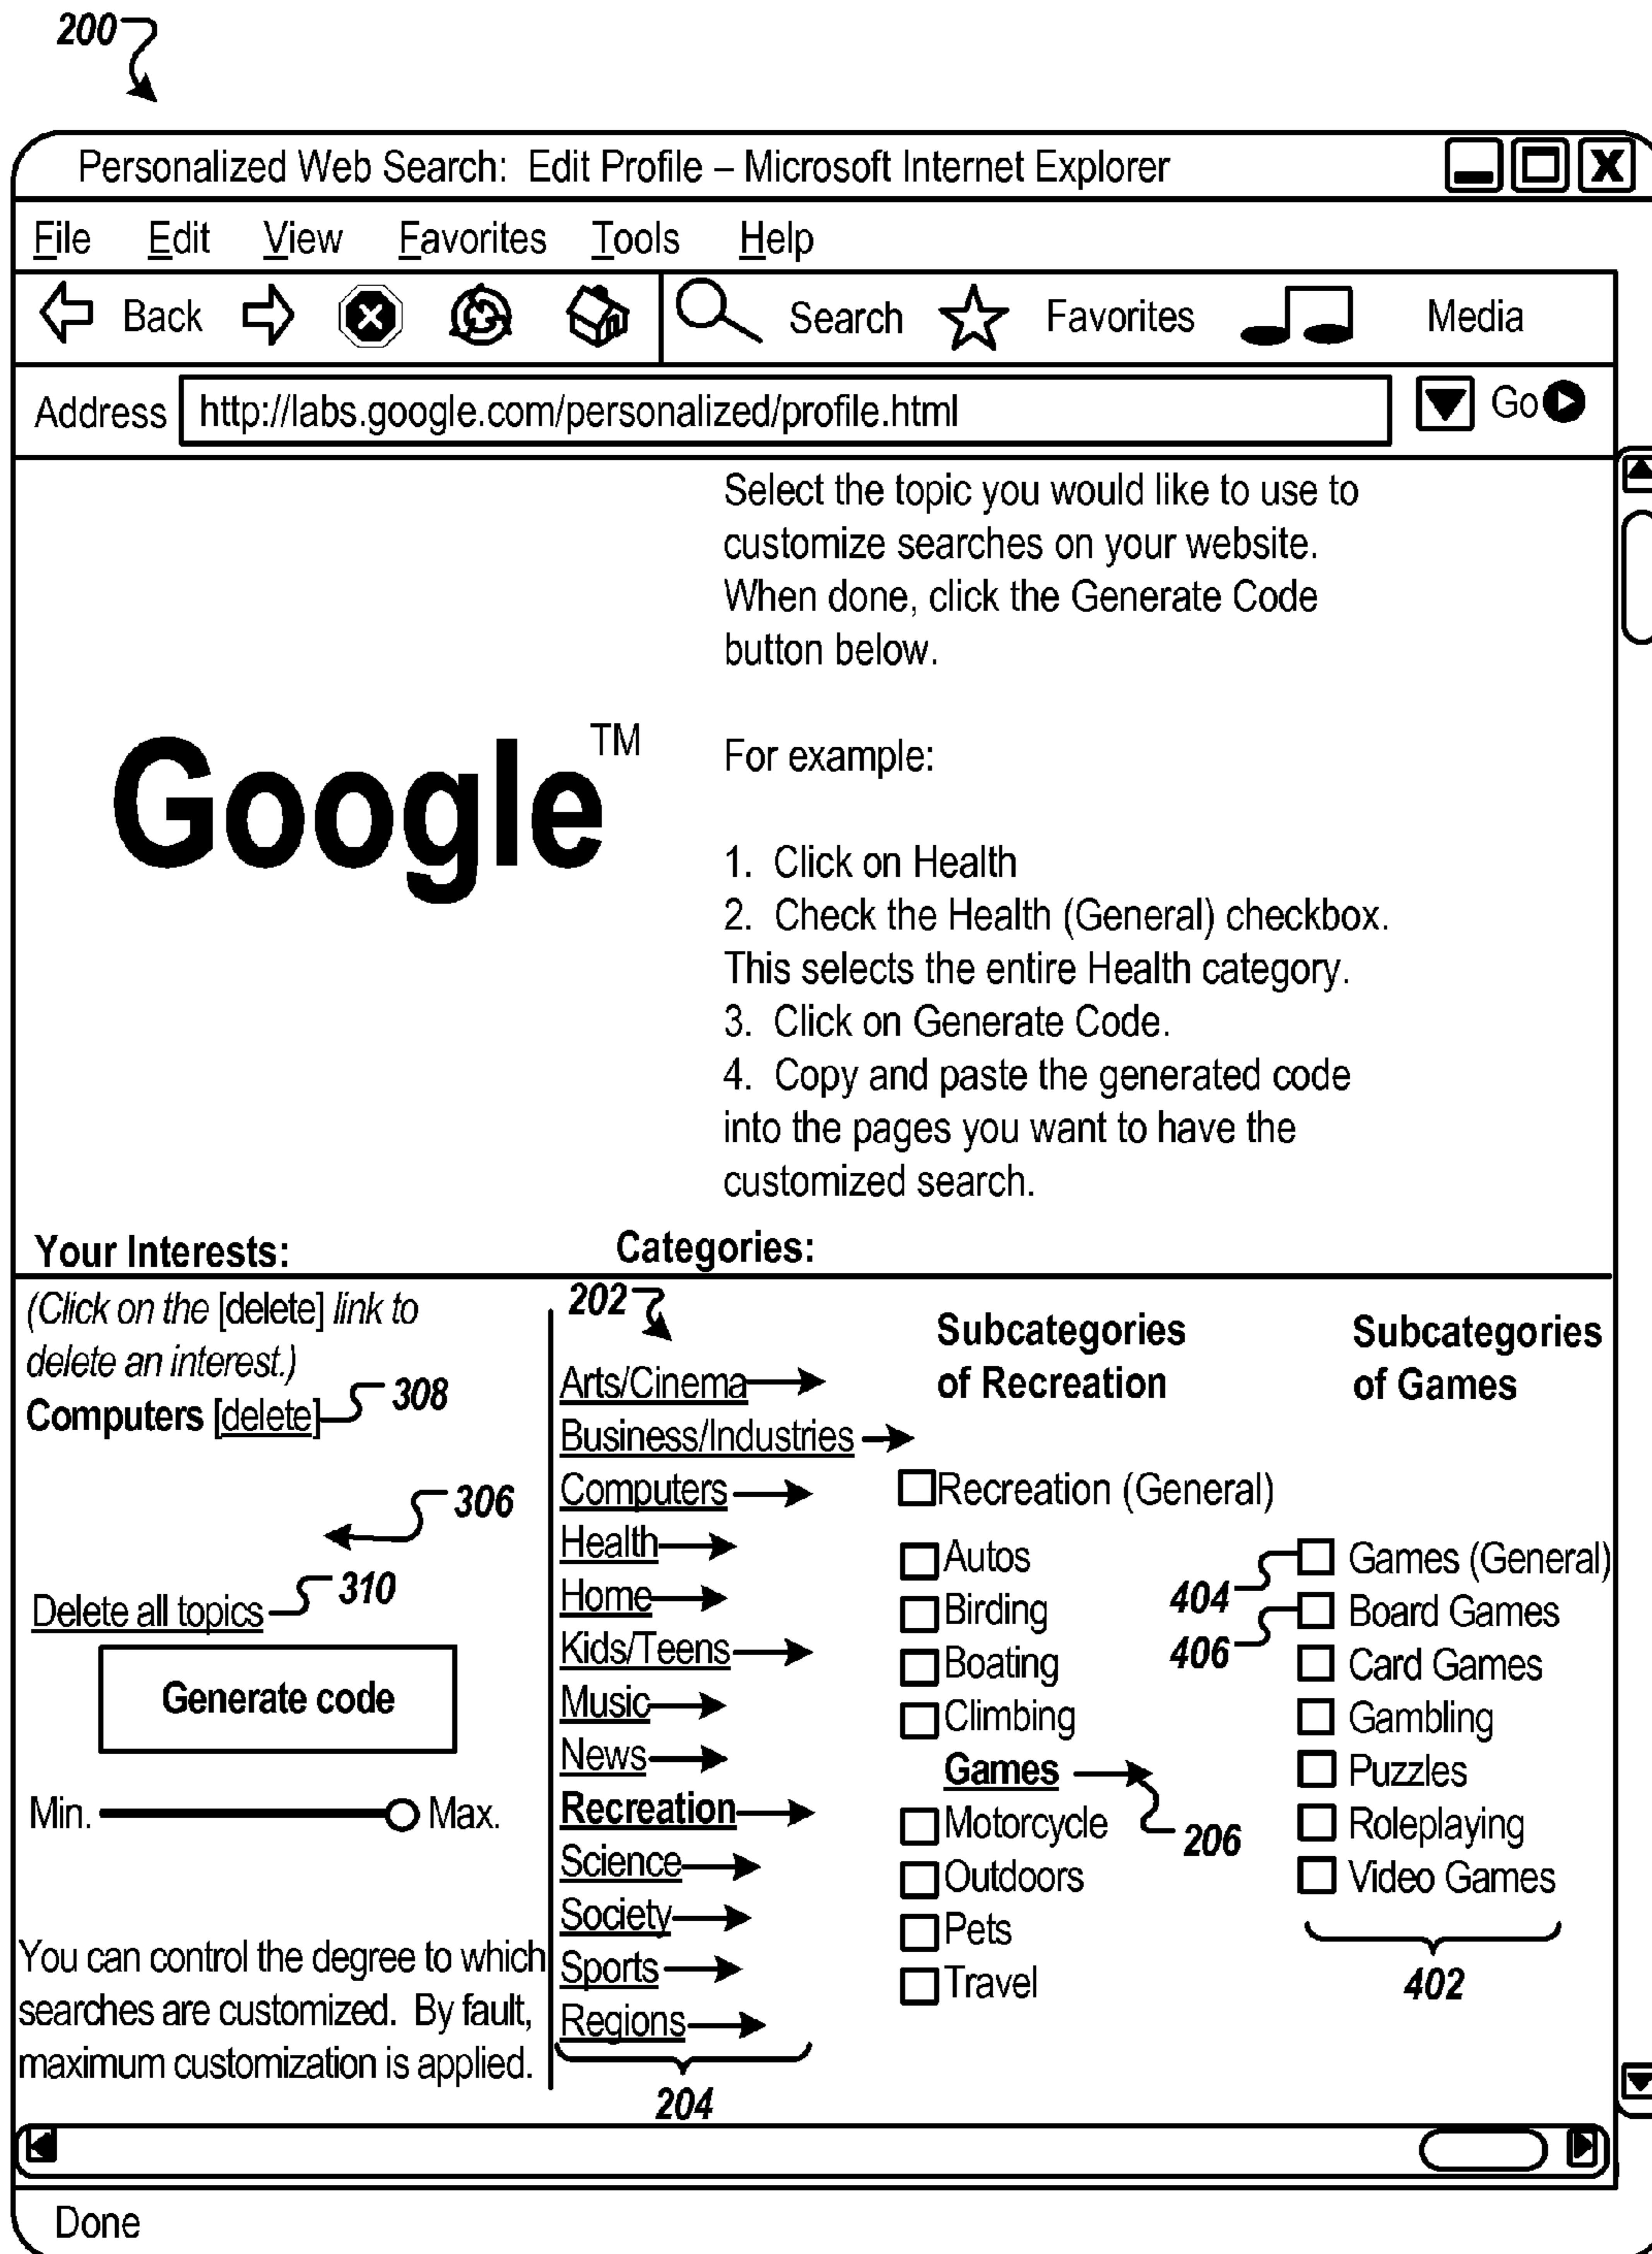 200
Personalized Web Search: Edit Profile – Microsoft Internet Explorer
File Edit View Favorites Tools Help
Back Search Favorites Media
Address http://labs.google.com/personalized/profile.html Go
Select the topic you would like to use to
customize searches on your website.
When done, click the Generate Code
button below.
Google TM
For example:
1. Click on Health
2. Check the Health (General) checkbox.
This selects the entire Health category.
3. Click on Generate Code.
4. Copy and paste the generated code
into the pages you want to have the
customized search.
Your Interests:
(Click on the [delete] link to
delete an interest.)
Computers [delete] 308
306
Delete all topics 310
Generate code
Min. Max.
You can control the degree to which
searches are customized. By fault,
maximum customization is applied.
Categories:
202
Arts/Cinema
Business/Industries
Computers
Health
Home
Kids/Teens
Music
News
Recreation
Science
Society
Sports
Regions
204
Subcategories
of Recreation
Recreation (General)
Autos
Birding
Boating
Climbing
Games
206
Motorcycle
Outdoors
Pets
Travel
Subcategories
of Games
404 Games (General)
406 Board Games
Card Games
Gambling
Puzzles
Roleplaying
Video Games
402
Done